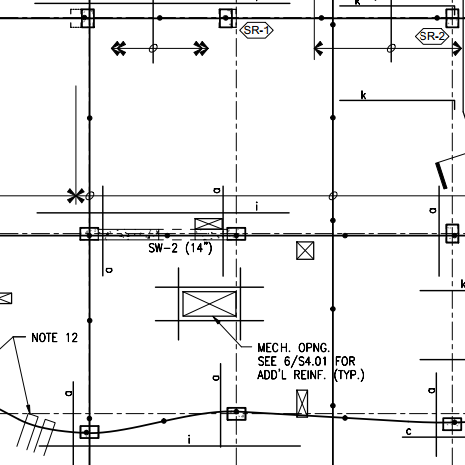 k
SR-1
SR-2
k
a
i
a
SW-2 (14")
a
k
NOTE 12
MECH. OPNG.
SEE 6/S4.01 FOR
ADD'L REINF. (TYP.)
a
a
a
i
c